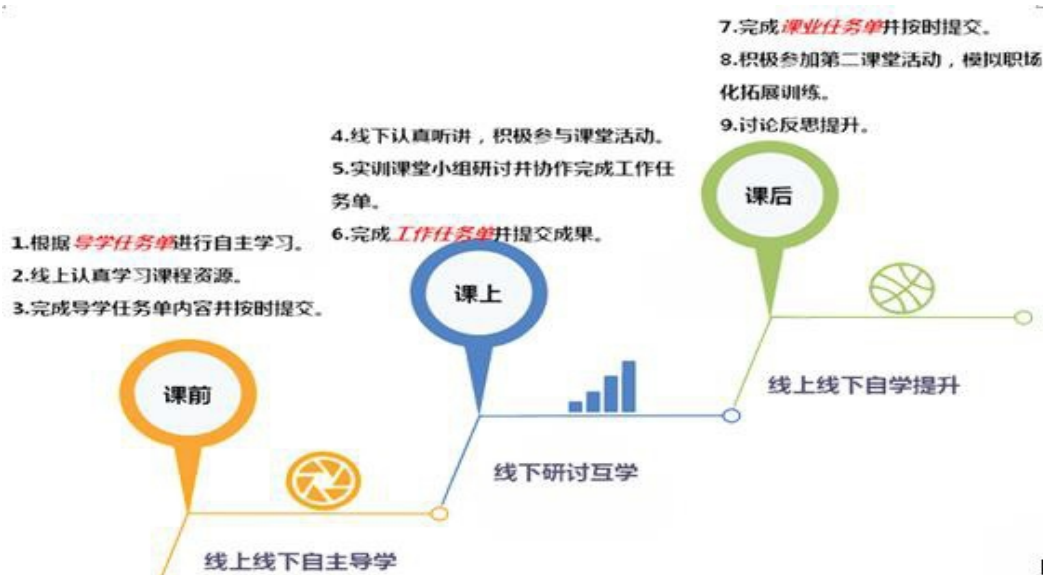 7.完成课业任务单并按时提交。
8.积极参加第二课堂活动，模拟职场
化拓展训练。
9.讨论反思提升。
课后
线上线下自学提升
4.线下认真听讲，积极参与课堂活动。
5.实训课堂小组研讨并协作完成工作任
务单。
6.完成工作任务单并提交成果。
课上
线下研讨互学
1.根据导学任务单进行自主学习。
2.线上认真学习课程资源。
3.完成导学任务单内容并按时提交。
课前
线上线下自主导学